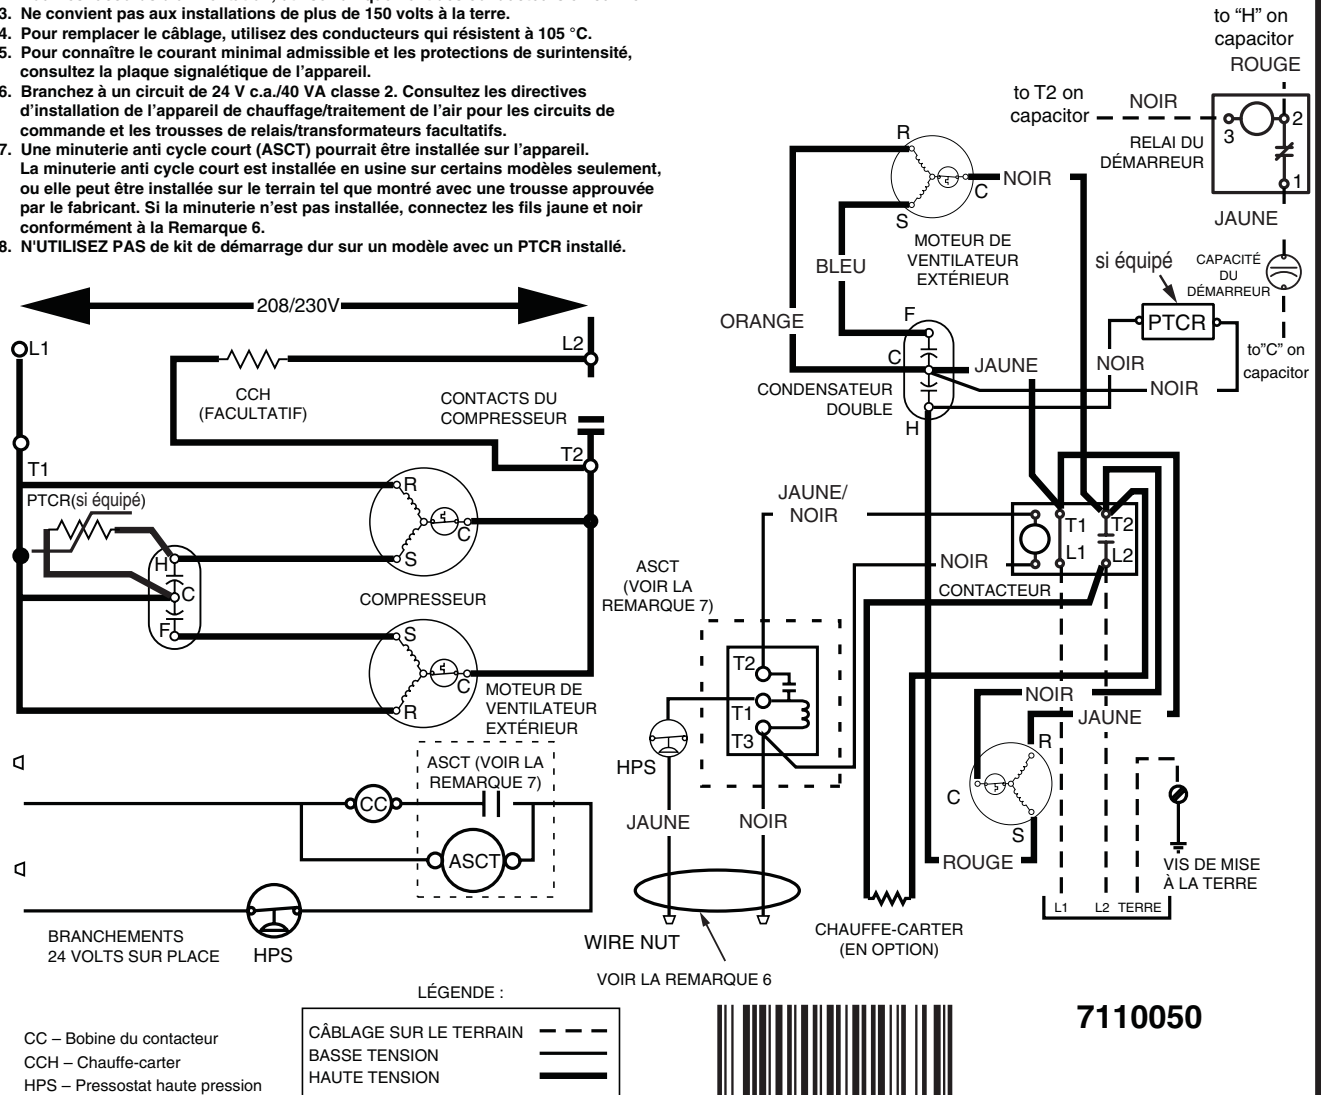 3. Ne convient pas aux installations de plus de 150 volts à la terre.
4. Pour remplacer le câblage, utilisez des conducteurs qui résistent à 105 °C.
5. Pour connaître le courant minimal admissible et les protections de surintensité,
consultez la plaque signalétique de l'appareil.
6. Branchez à un circuit de 24 V c.a./40 VA classe 2. Consultez les directives
d'installation de l'appareil de chauffage/traitement de l'air pour les circuits de
commande et les trousses de relais/transformateurs facultatifs.
7. Une minuterie anti cycle court (ASCT) pourrait être installée sur l'appareil.
La minuterie anti cycle court est installée en usine sur certains modèles seulement,
ou elle peut être installée sur le terrain tel que montré avec une trousse approuvée
par le fabricant. Si la minuterie n'est pas installée, connectez les fils jaune et noir
conformément à la Remarque 6.
8. N'UTILISEZ PAS de kit de démarrage dur sur un modèle avec un PTCR installé.
208/230V
L1
L2
CCH
(FACULTATIF)
CONTACTS DU
COMPRESSEUR
T1
T2
PTCR(si équipé)
R
C
S
H
C
F
COMPRESSEUR
S
C
R
MOTEUR DE
VENTILATEUR
EXTÉRIEUR
ASCT (VOIR LA
REMARQUE 7)
CC
ASCT
HPS
BRANCHEMENTS
24 VOLTS SUR PLACE
to "H" on
capacitor
ROUGE
to T2 on
capacitor
NOIR
3
2
1
RELAI DU
DÉMARREUR
JAUNE
CAPACITÉ
DU
DÉMARREUR
to"C" on
capacitor
si équipé
PTCR
NOIR
NOIR
R
C
S
NOIR
MOTEUR DE
VENTILATEUR
EXTÉRIEUR
BLEU
ORANGE
F
C
H
JAUNE
CONDENSATEUR
DOUBLE
JAUNE/
NOIR
NOIR
T1
T2
L1
L2
CONTACTEUR
ASCT
(VOIR LA
REMARQUE 7)
T2
T1
T3
HPS
JAUNE
NOIR
WIRE NUT
VOIR LA REMARQUE 6
NOIR
JAUNE
R
C
S
ROUGE
CHAUFFE-CARTER
(EN OPTION)
VIS DE MISE
À LA TERRE
L1
L2
TERRE
7110050
LÉGENDE :
CC – Bobine du contacteur
CCH – Chauffe-carter
HPS – Pressostat haute pression
CÂBLAGE SUR LE TERRAIN
BASSE TENSION
HAUTE TENSION